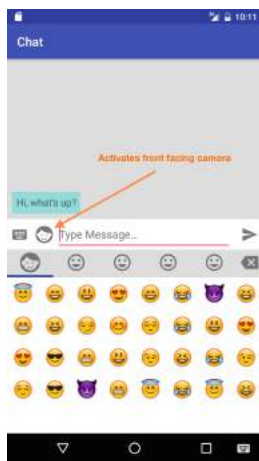 10:11
Chat
Activates front facing camera
Hi, what's up?
Type Message...